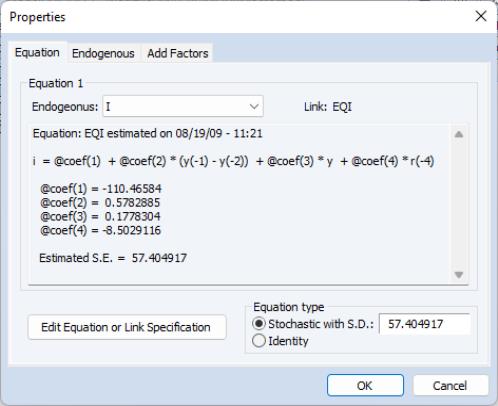 Properties
Equation Endogenous Add Factors
Equation 1
Endogeonus: I Link: EQI
Equation: EQI estimated on 08/19/09 - 11:21
i = @coef(1) + @coef(2) * (y(-1) - y(-2)) + @coef(3) * y + @coef(4) * r(-4)
@coef(1) = -110.46584
@coef(2) = 0.5782885
@coef(3) = 0.1778304
@coef(4) = -8.5029116
Estimated S.E. = 57.404917
Edit Equation or Link Specification
Equation type
Stochastic with S.D.: 57.404917
Identity
OK Cancel